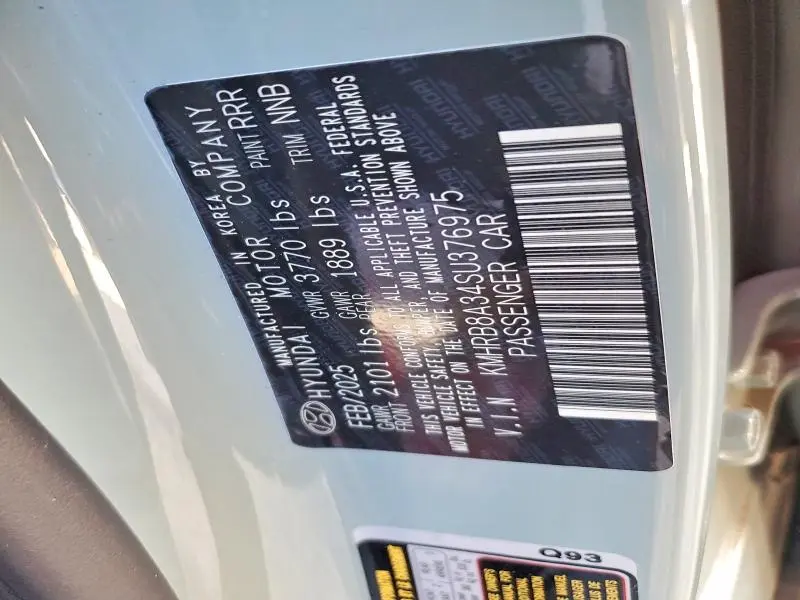 MANUFACTURED IN KOREA BY
HYUNDAI MOTOR COMPANY
FEB/2025 GVWR 3770 lbs PAINT RRR
GAWR FRONT 2101 lbs GAWR REAR 1889 lbs TRIM NNB
THIS VEHICLE CONFORMS TO ALL APPLICABLE U.S.A. FEDERAL
MOTOR VEHICLE SAFETY, BUMPER, AND THEFT PREVENTION STANDARDS
IN EFFECT ON THE DATE OF MANUFACTURE SHOWN ABOVE
V.I.N KMHRB8A34SU376975
PASSENGER CAR
Q93